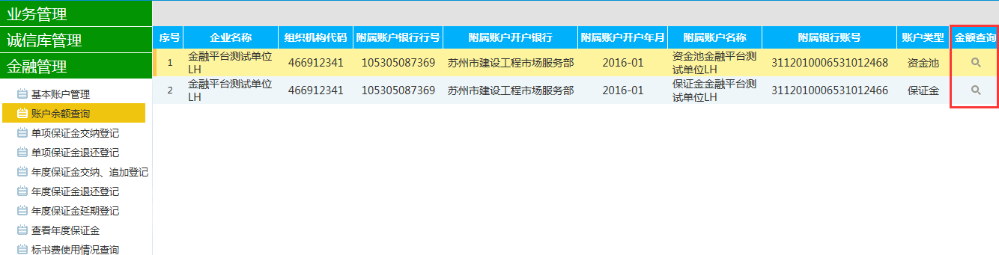 业务管理
诚信库管理
金融管理
基本账户管理
账户余额查询
单项保证金交纳登记
单项保证金退还登记
年度保证金交纳、追加登记
年度保证金退还登记
年度保证金延期登记
查看年度保证金
标书费使用情况查询
序号 企业名称 组织机构代码 附属账户银行行号 附属账户开户银行 附属账户开户年月 附属账户名称 附属银行账号 账户类型 金额查询
1 金融平台测试单位LH 466912341 105305087369 苏州市建设工程市场服务部 2016-01 资金池金融平台测试单位LH 3112010006531012468 资金池
2 金融平台测试单位LH 466912341 105305087369 苏州市建设工程市场服务部 2016-01 保证金金融平台测试单位LH 3112010006531012466 保证金